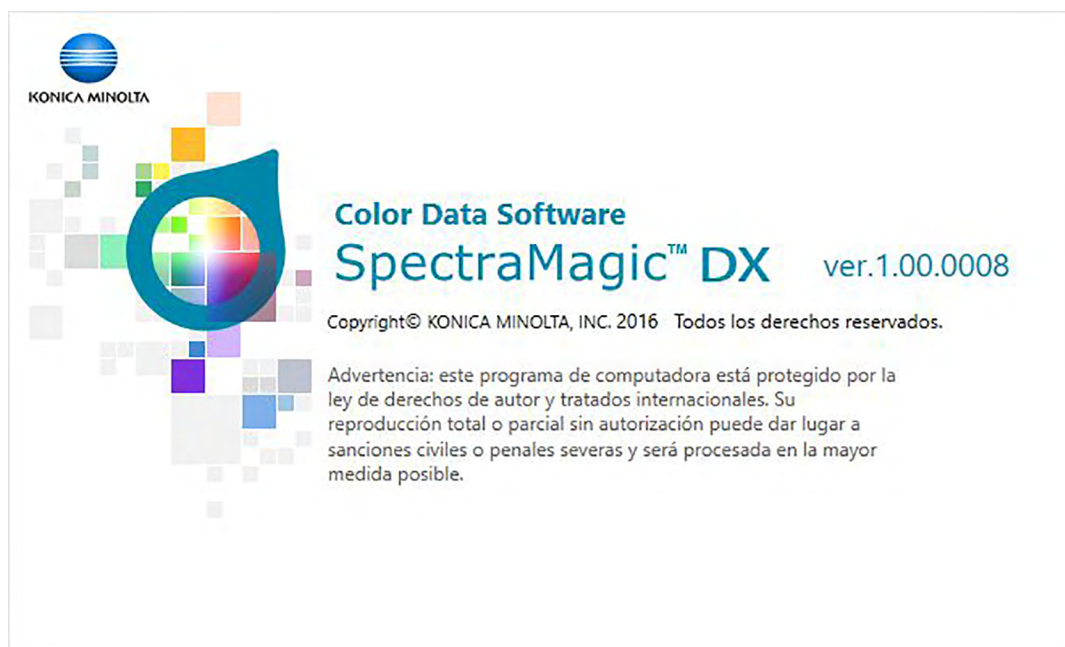 KONICA MINOLTA
Color Data Software
SpectraMagic™ DX ver.1.00.0008
Copyright© KONICA MINOLTA, INC. 2016 Todos los derechos reservados.
Advertencia: este programa de computadora está protegido por la
ley de derechos de autor y tratados internacionales. Su
reproducción total o parcial sin autorización puede dar lugar a
sanciones civiles o penales severas y será procesada en la mayor
medida posible.